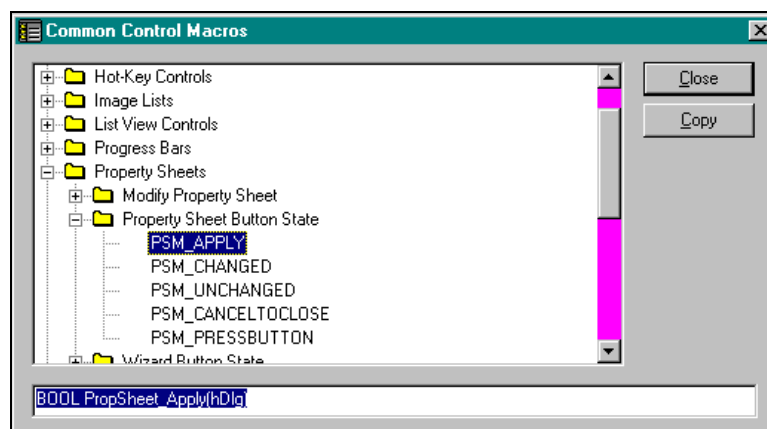 Common Control Macros
Hot-Key Controls
Image Lists
List View Controls
Progress Bars
Property Sheets
Modify Property Sheet
Property Sheet Button State
PSM_APPLY
PSM_CHANGED
PSM_UNCHANGED
PSM_CANCELTOCLOSE
PSM_PRESSBUTTON
Wizard Button State
Close
Copy
BOOL PropSheet_Apply(hDlg)